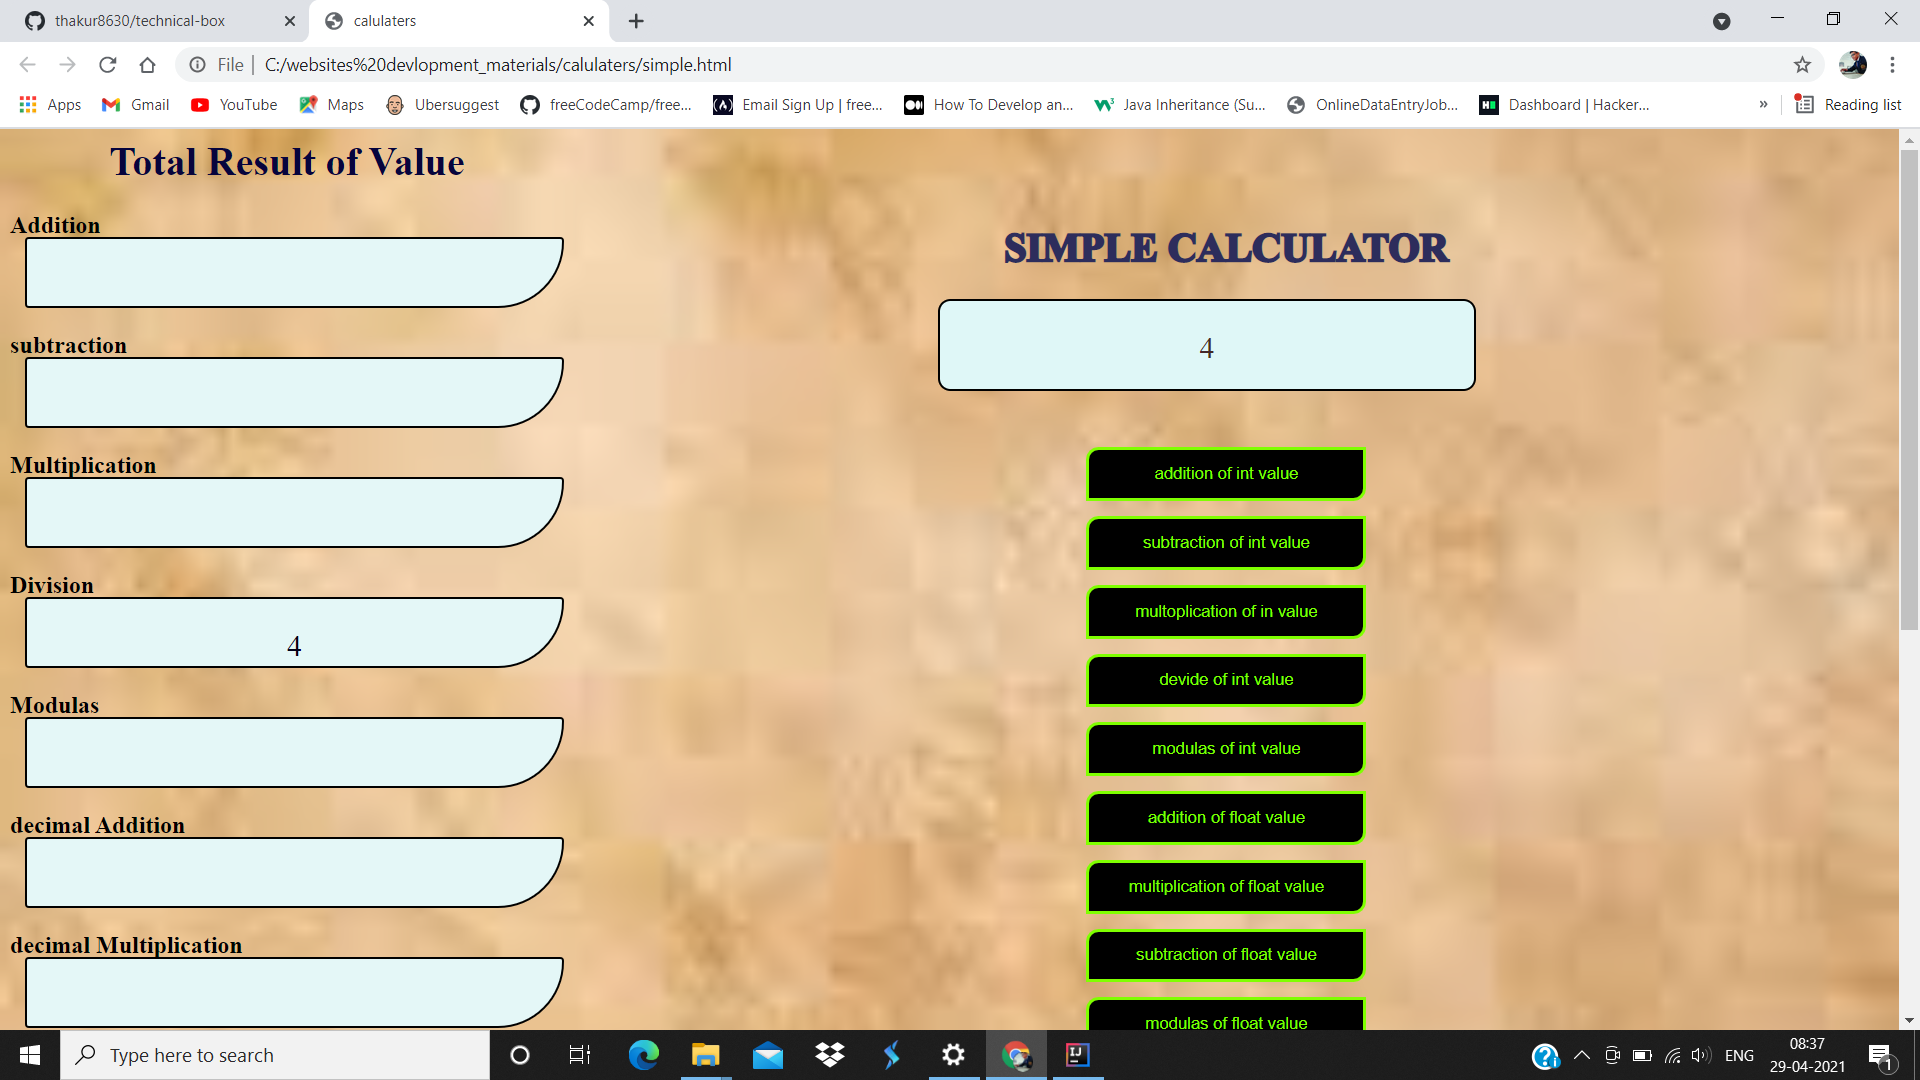 thakur8630/technical-box
calulaters
File
C:/websites%20devlopment_materials/calulaters/simple.html
Apps
Gmail
YouTube
Maps
Ubersuggest
freeCodeCamp/free...
Email Sign Up | free...
How To Develop an...
Java Inheritance (Su...
OnlineDataEntryJob...
Dashboard | Hacker...
»
Reading list
Total Result of Value
Addition
subtraction
Multiplication
Division
4
Modulas
decimal Addition
decimal Multiplication
SIMPLE CALCULATOR
4
addition of int value
subtraction of int value
multoplication of in value
devide of int value
modulas of int value
addition of float value
multiplication of float value
subtraction of float value
modulas of float value
Type here to search
ENG
08:37
29-04-2021
1